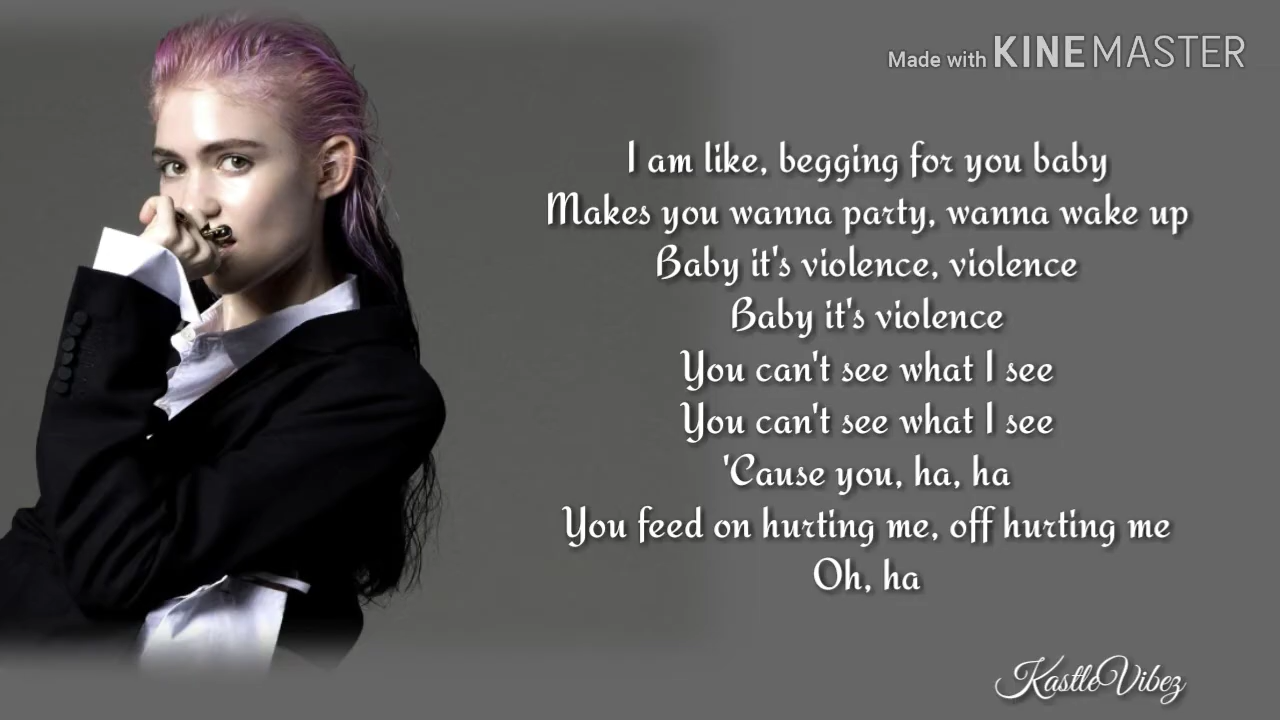 Made with KINEMASTER
I am like, begging for you baby
Makes you wanna party, wanna wake up
Baby it's violence, violence
Baby it's violence
You can't see what I see
You can't see what I see
'Cause you, ha, ha
You feed on hurting me, off hurting me
Oh, ha
KastleVibez